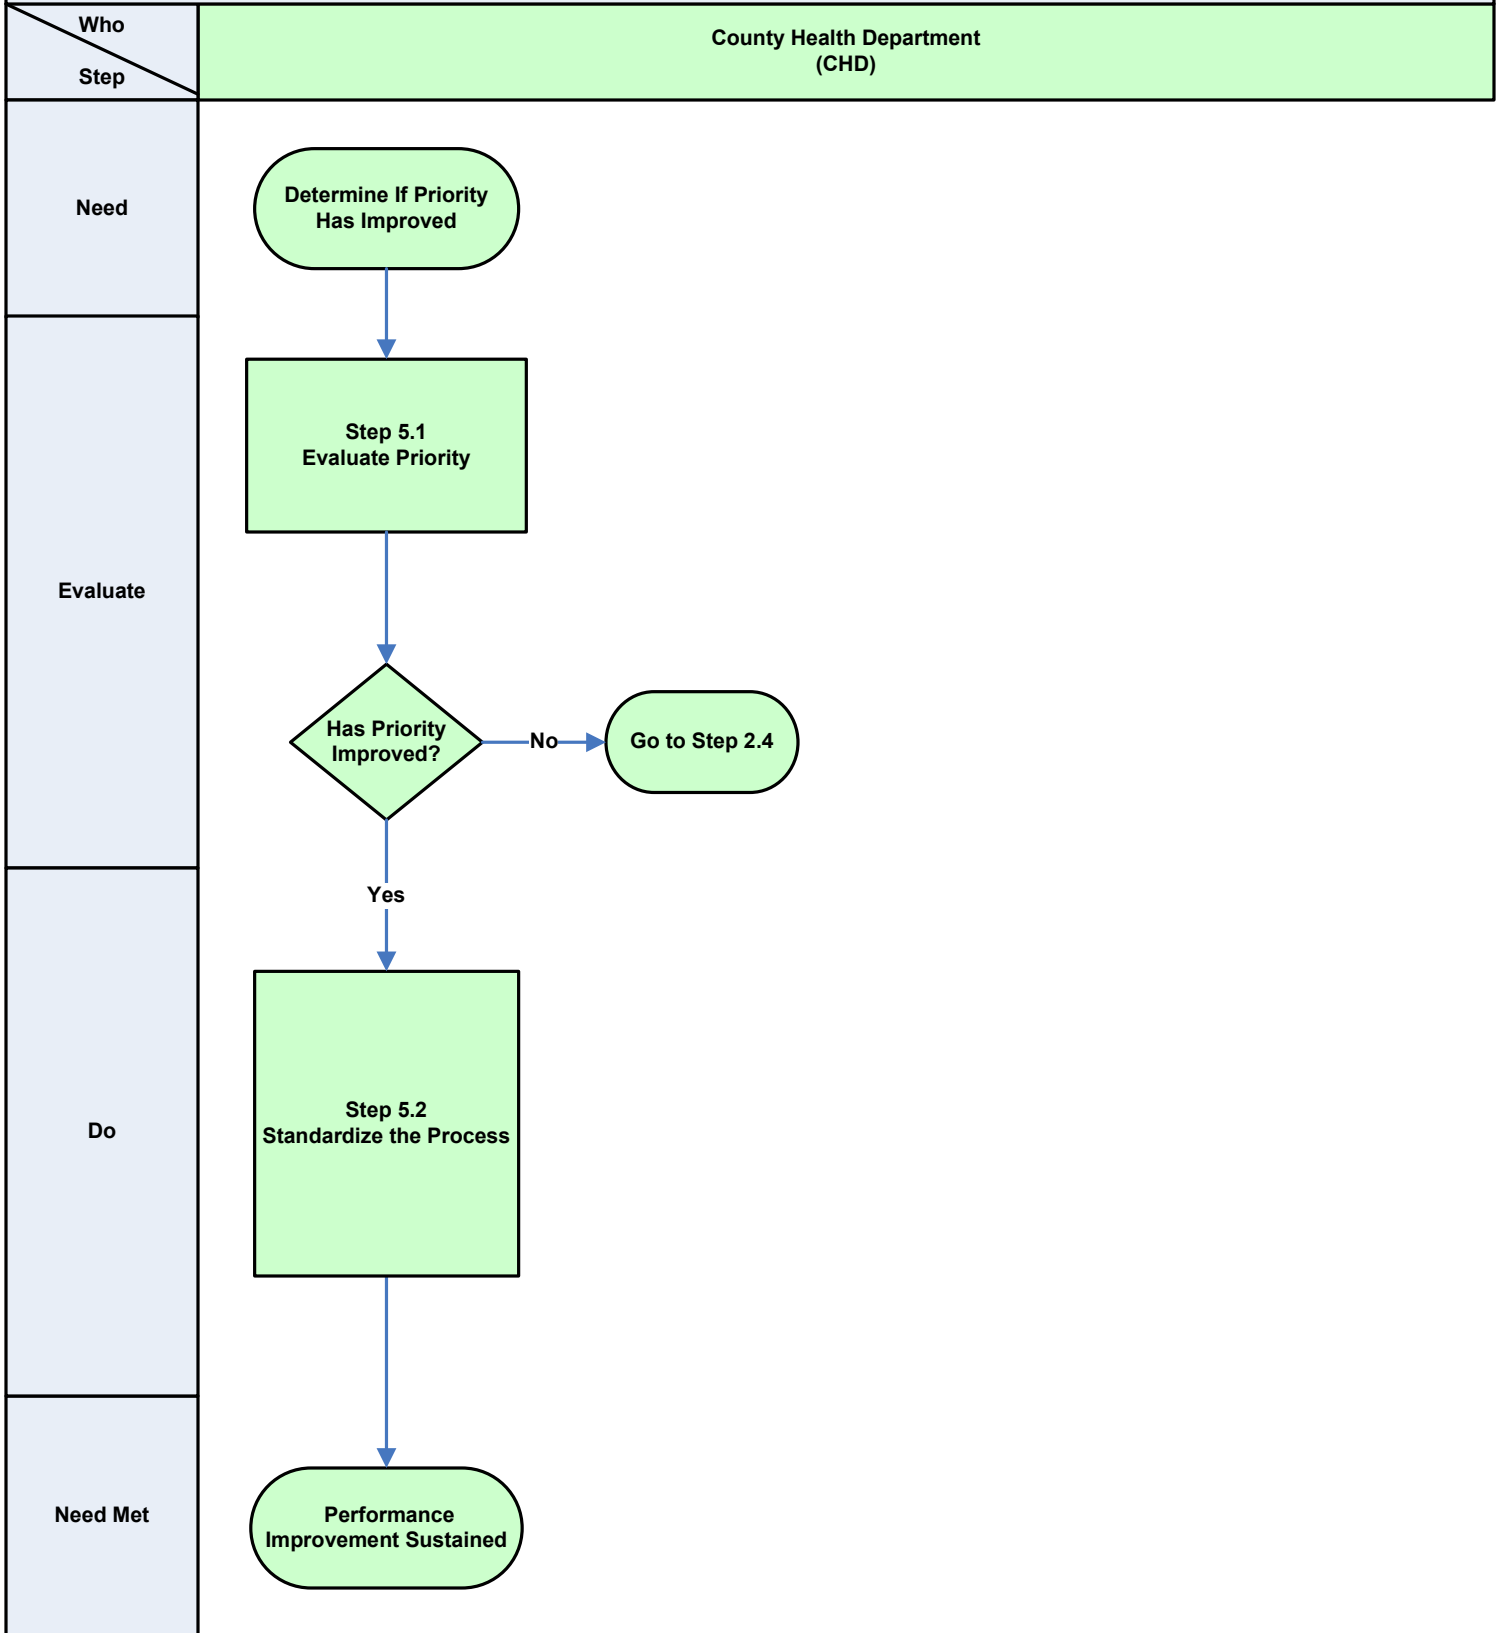 Who
Step
County Health Department
(CHD)
Need
Determine If Priority
Has Improved
Evaluate
Step 5.1
Evaluate Priority
Has Priority
Improved?
No
Go to Step 2.4
Yes
Do
Step 5.2
Standardize the Process
Need Met
Performance
Improvement Sustained